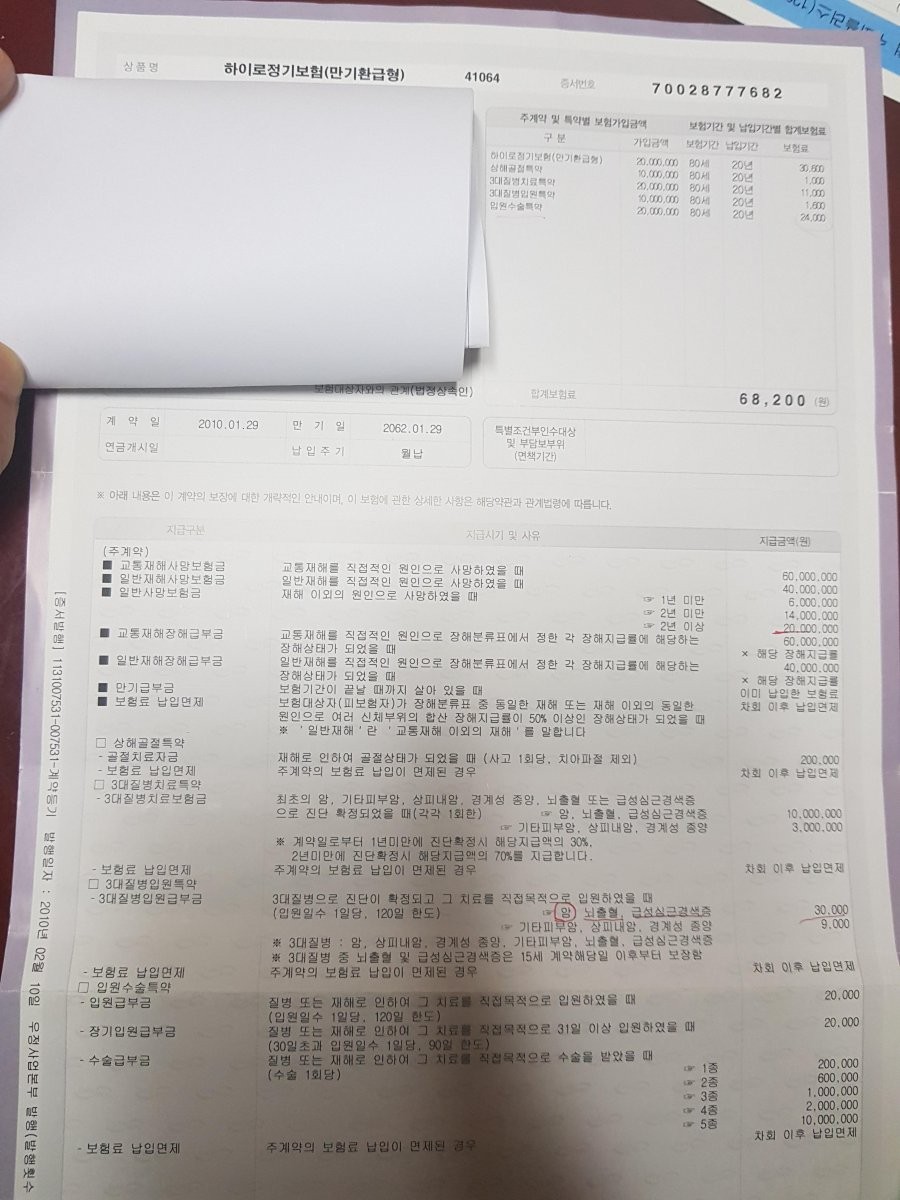 상품명 하이로정기보험(만기환급형) 41064 증서번호 70028777682
주계약 및 특약별 보험가입금액 보험기간 및 납입기간별 합계보험료
구 분 가입금액 보험기간 납입기간 보험료
하이로정기보험(만기환급형) 20,000,000 80세 20년 30,600
상해골절특약 10,000,000 80세 20년 1,000
3대질병치료특약 20,000,000 80세 20년 11,000
3대질병입원특약 10,000,000 80세 20년 1,600
입원수술특약 20,000,000 80세 20년 24,000
보험대상자와의 관계(법정상속인) 합계보험료 68,200 (원)
계 약 일 2010.01.29 만 기 일 2062.01.29
연금개시일 납 입 주 기 월납
특별조건부인수대상
및 부담보부위
(면책기간)
※ 아래 내용은 이 계약의 보장에 대한 개략적인 안내이며, 이 보험에 관한 상세한 사항은 해당약관과 관계법령에 따릅니다.
지급구분 지급시기 및 사유 지급금액(원)
(주계약)
■ 교통재해사망보험금 교통재해를 직접적인 원인으로 사망하였을 때 60,000,000
■ 일반재해사망보험금 일반재해를 직접적인 원인으로 사망하였을 때 40,000,000
■ 일반사망보험금 재해 이외의 원인으로 사망하였을 때 ☞ 1년 미만 6,000,000
☞ 2년 미만 14,000,000
☞ 2년 이상 20,000,000
■ 교통재해장해급부금 교통재해를 직접적인 원인으로 장해분류표에서 정한 각 장해지급률에 해당하는 60,000,000
장해상태가 되었을 때 × 해당 장해지급률
■ 일반재해장해급부금 일반재해를 직접적인 원인으로 장해분류표에서 정한 각 장해지급률에 해당하는 40,000,000
장해상태가 되었을 때 × 해당 장해지급률
■ 만기급부금 보험기간이 끝날 때까지 살아 있을 때 이미 납입한 보험료
■ 보험료 납입면제 보험대상자(피보험자)가 장해분류표 중 동일한 재해 또는 재해 이외의 동일한 차회 이후 납입면제
원인으로 여러 신체부위의 합산 장해지급률이 50% 이상인 장해상태가 되었을 때
※ '일반재해'란 '교통재해 이외의 재해'를 말합니다
□ 상해골절특약
- 골절치료자금 재해로 인하여 골절상태가 되었을 때 (사고 1회당, 치아파절 제외) 200,000
- 보험료 납입면제 주계약의 보험료 납입이 면제된 경우 차회 이후 납입면제
□ 3대질병치료특약
- 3대질병치료보험금 최초의 암, 기타피부암, 상피내암, 경계성 종양, 뇌출혈 또는 급성심근경색증
으로 진단 확정되었을 때(각각 1회한) ☞ 암, 뇌출혈, 급성심근경색증 10,000,000
☞ 기타피부암, 상피내암, 경계성 종양 3,000,000
※ 계약일로부터 1년미만에 진단확정시 해당지급액의 30%,
2년미만에 진단확정시 해당지급액의 70%를 지급합니다.
- 보험료 납입면제 주계약의 보험료 납입이 면제된 경우 차회 이후 납입면제
□ 3대질병입원특약
- 3대질병입원급부금 3대질병으로 진단이 확정되고 그 치료를 직접목적으로 입원하였을 때
(입원일수 1일당, 120일 한도) ☞ 암, 뇌출혈, 급성심근경색증 30,000
☞ 기타피부암, 상피내암, 경계성 종양 9,000
※ 3대질병 : 암, 상피내암, 경계성 종양, 기타피부암, 뇌출혈, 급성심근경색증
※ 3대질병 중 뇌출혈 및 급성심근경색증은 15세 계약해당일 이후부터 보장함
- 보험료 납입면제 주계약의 보험료 납입이 면제된 경우 차회 이후 납입면제
□ 입원수술특약
- 입원급부금 질병 또는 재해로 인하여 그 치료를 직접목적으로 입원하였을 때 20,000
(입원일수 1일당, 120일 한도)
- 장기입원급부금 질병 또는 재해로 인하여 그 치료를 직접목적으로 31일 이상 입원하였을 때 20,000
(30일초과 입원일수 1일당, 90일 한도)
- 수술급부금 질병 또는 재해로 인하여 그 치료를 직접목적으로 수술을 받았을 때
(수술 1회당) ☞ 1종 200,000
☞ 2종 600,000
☞ 3종 1,000,000
☞ 4종 2,000,000
☞ 5종 10,000,000
- 보험료 납입면제 주계약의 보험료 납입이 면제된 경우 차회 이후 납입면제
[증서발행] 1131007531-007531-계약등기 발행일자 : 2010년 02월 10일 우정사업본부 발행(발행횟수